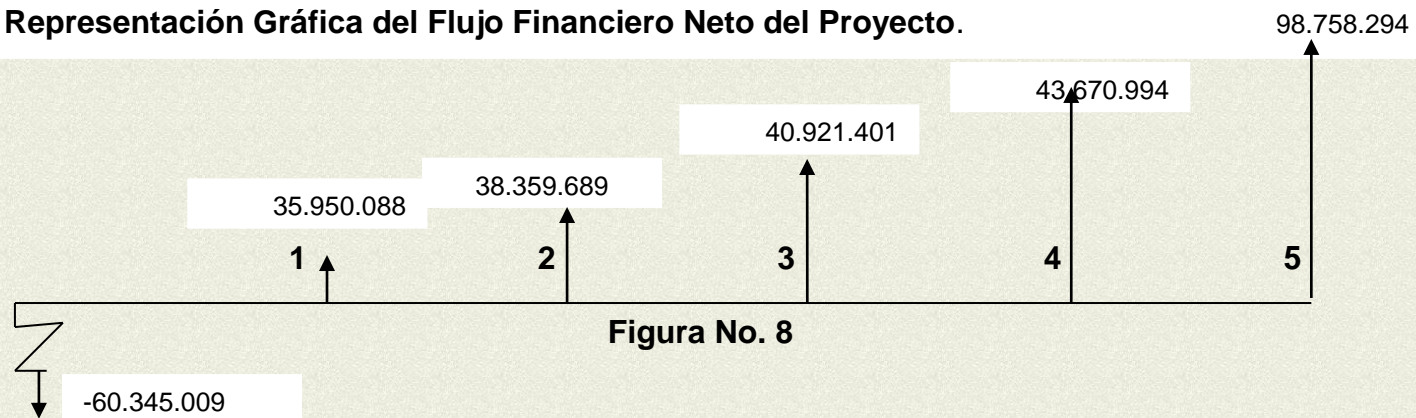 Representación Gráfica del Flujo Financiero Neto del Proyecto.
98.758.294
43.670.994
40.921.401
38.359.689
35.950.088
1 2 3 4 5
Figura No. 8
-60.345.009